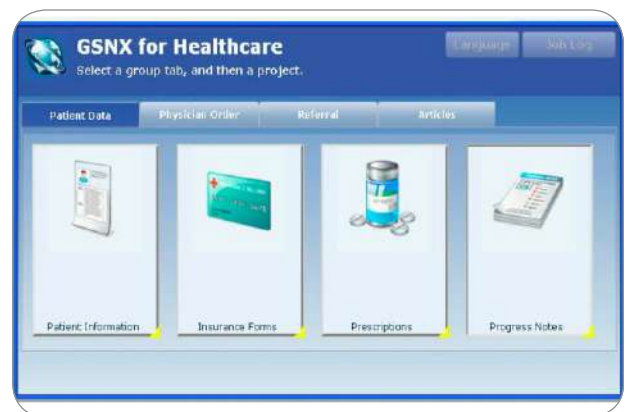 GSNX for Healthcare
Select a group tab, and then a project.
Language
Job Log
Patient Data
Physician Order
Referral
Articles
Patient Information
Insurance Forms
Prescriptions
Progress Notes